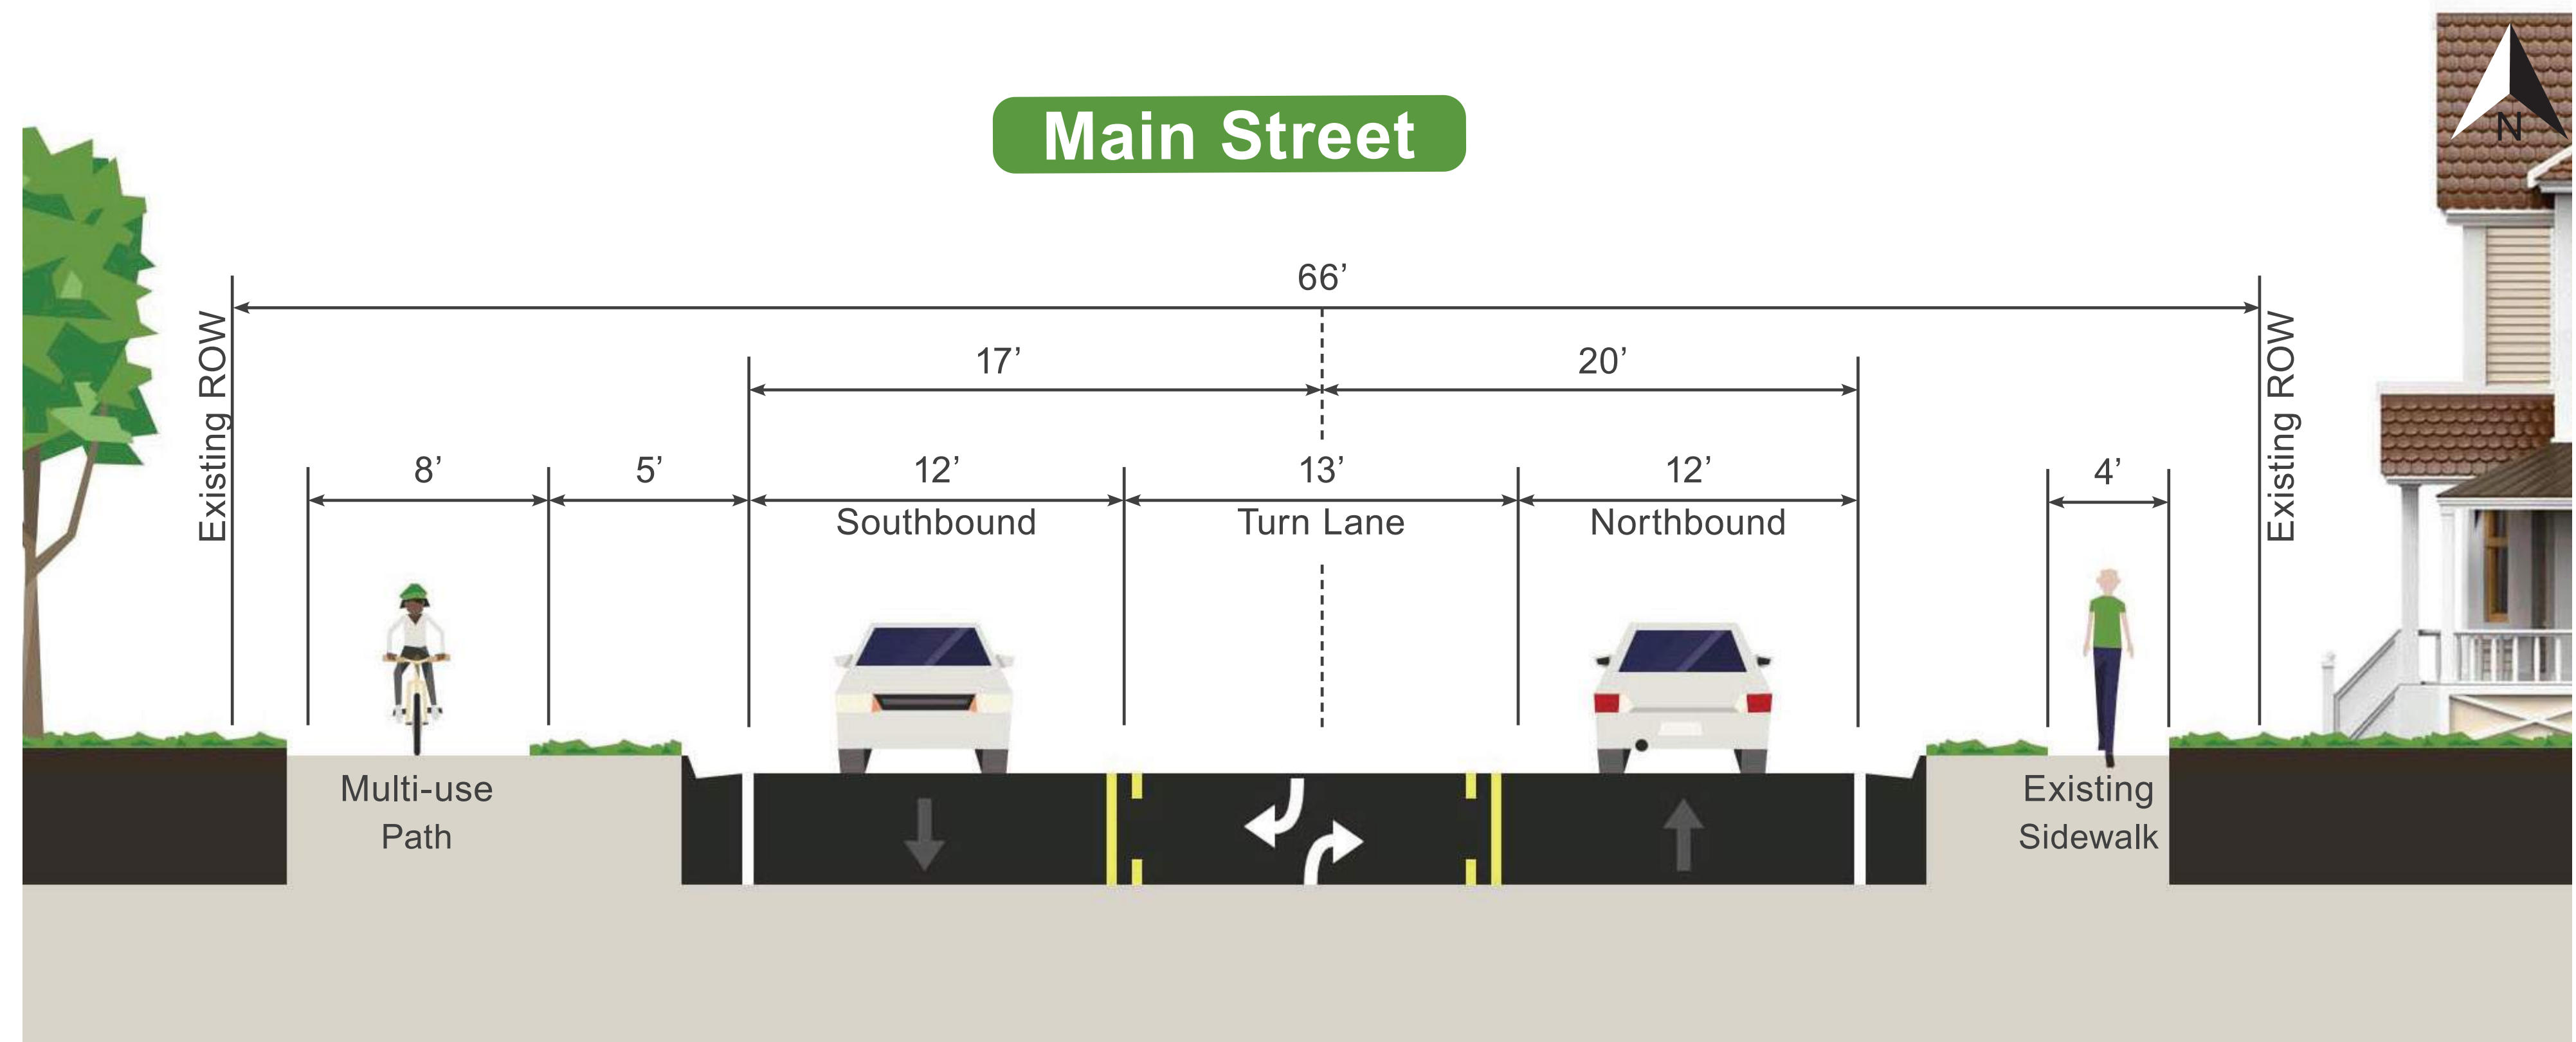 Main Street
N
66’
17’
20’
Existing ROW
Existing ROW
8’
5’
12’
13’
12’
4’
Southbound
Turn Lane
Northbound
Multi-use
Path
Existing
Sidewalk